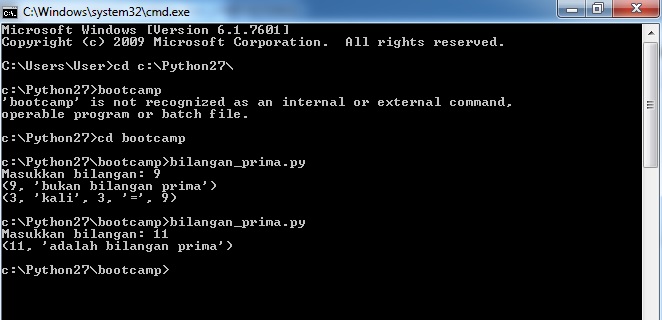 C:\Windows\system32\cmd.exe
Microsoft Windows [Version 6.1.7601]
Copyright (c) 2009 Microsoft Corporation.  All rights reserved.
C:\Users\User>cd c:\Python27\
c:\Python27>bootcamp
'bootcamp' is not recognized as an internal or external command,
operable program or batch file.
c:\Python27>cd bootcamp
c:\Python27\bootcamp>bilangan_prima.py
Masukkan bilangan: 9
(9, 'bukan bilangan prima')
(3, 'kali', 3, '=', 9)
c:\Python27\bootcamp>bilangan_prima.py
Masukkan bilangan: 11
(11, 'adalah bilangan prima')
c:\Python27\bootcamp>